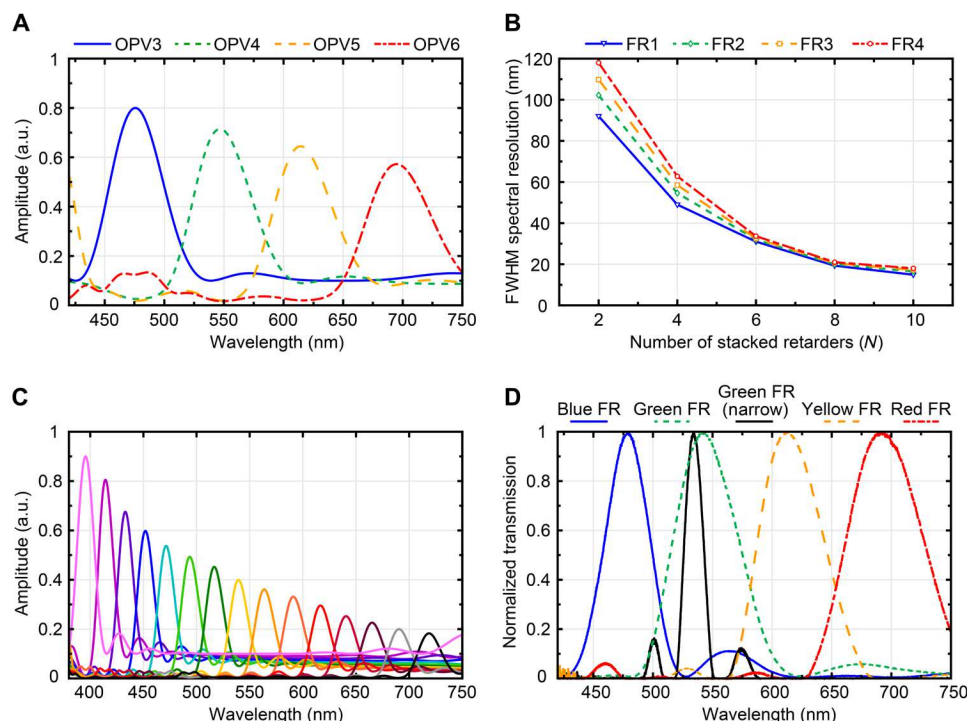 A
OPV3 OPV4 OPV5 OPV6
1
0.8
0.6
0.4
0.2
0
Amplitude (a.u.)
450 500 550 600 650 700 750
Wavelength (nm)
B
FR1 FR2 FR3 FR4
120
100
80
60
40
20
0
FWHM spectral resolution (nm)
2 4 6 8 10
Number of stacked retarders (N)
C
1
0.8
0.6
0.4
0.2
0
Amplitude (a.u.)
400 450 500 550 600 650 700 750
Wavelength (nm)
D
Green FR
Blue FR Green FR (narrow) Yellow FR Red FR
1
0.8
0.6
0.4
0.2
0
Normalized transmission
450 500 550 600 650 700 750
Wavelength (nm)